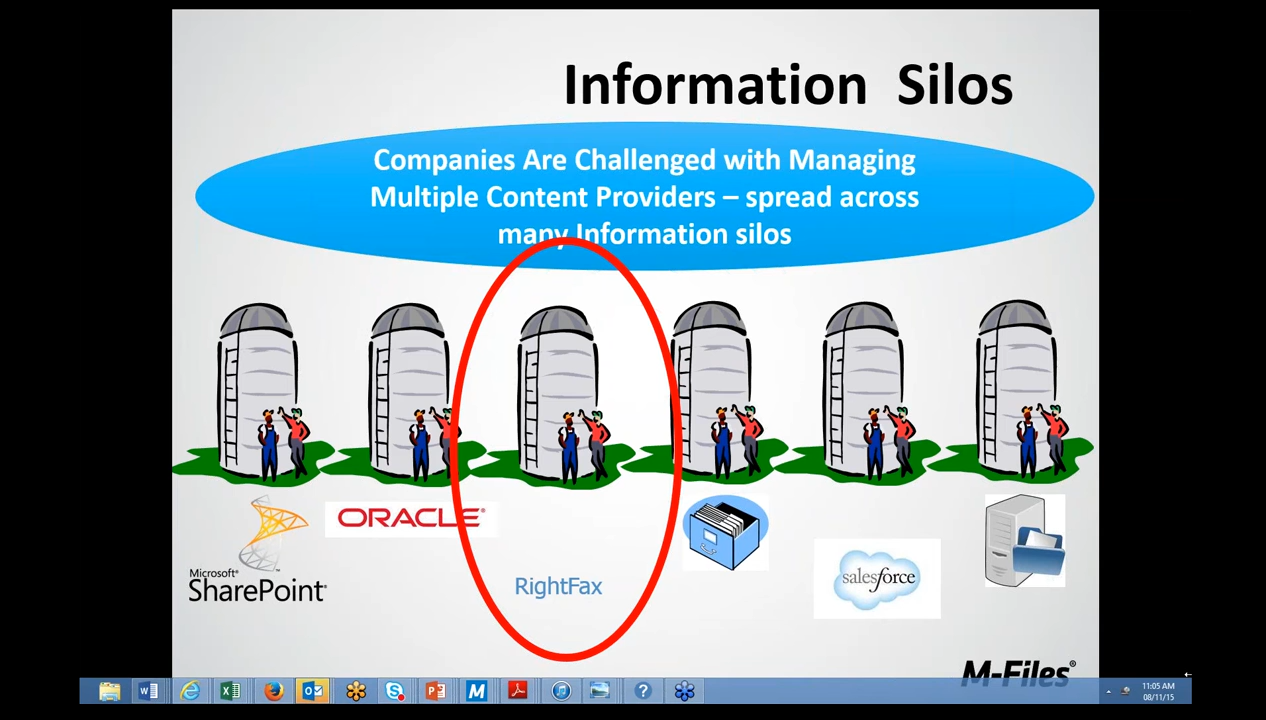 Information Silos
Companies Are Challenged with Managing
Multiple Content Providers – spread across
many Information silos
Microsoft®
SharePoint®
ORACLE®
RightFax
salesforce
M-Files®
11:05 AM
08/11/15